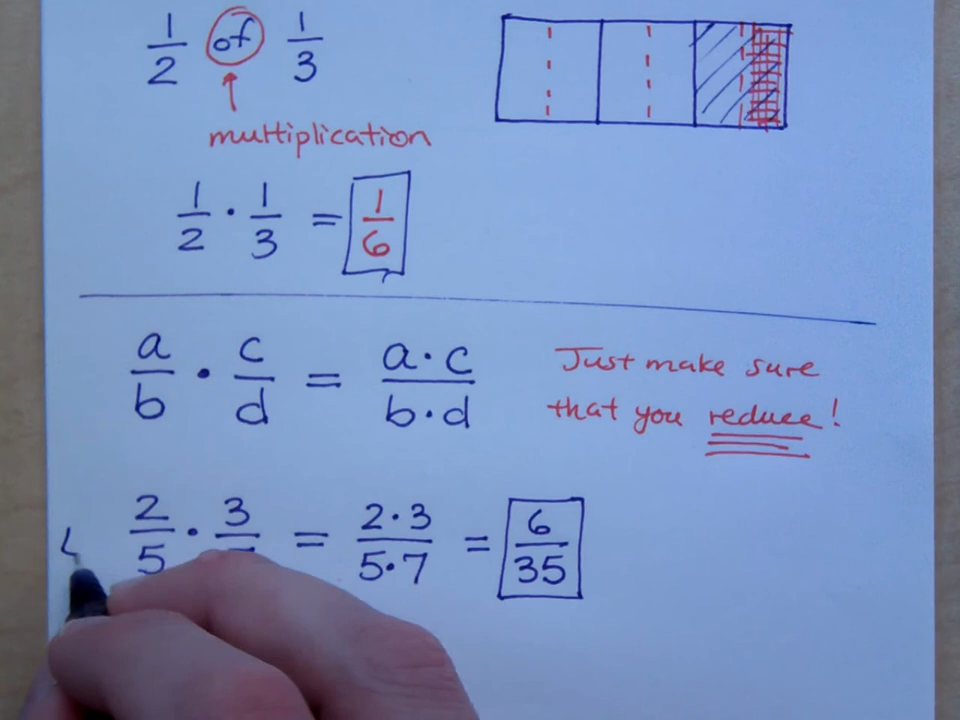 1/2 of 1/3
multiplication
1/2 · 1/3 = 1/6
a/b · c/d = a·c/b·d
Just make sure
that you reduce!
2/5 · 3/ = 2·3/5·7 = 6/35